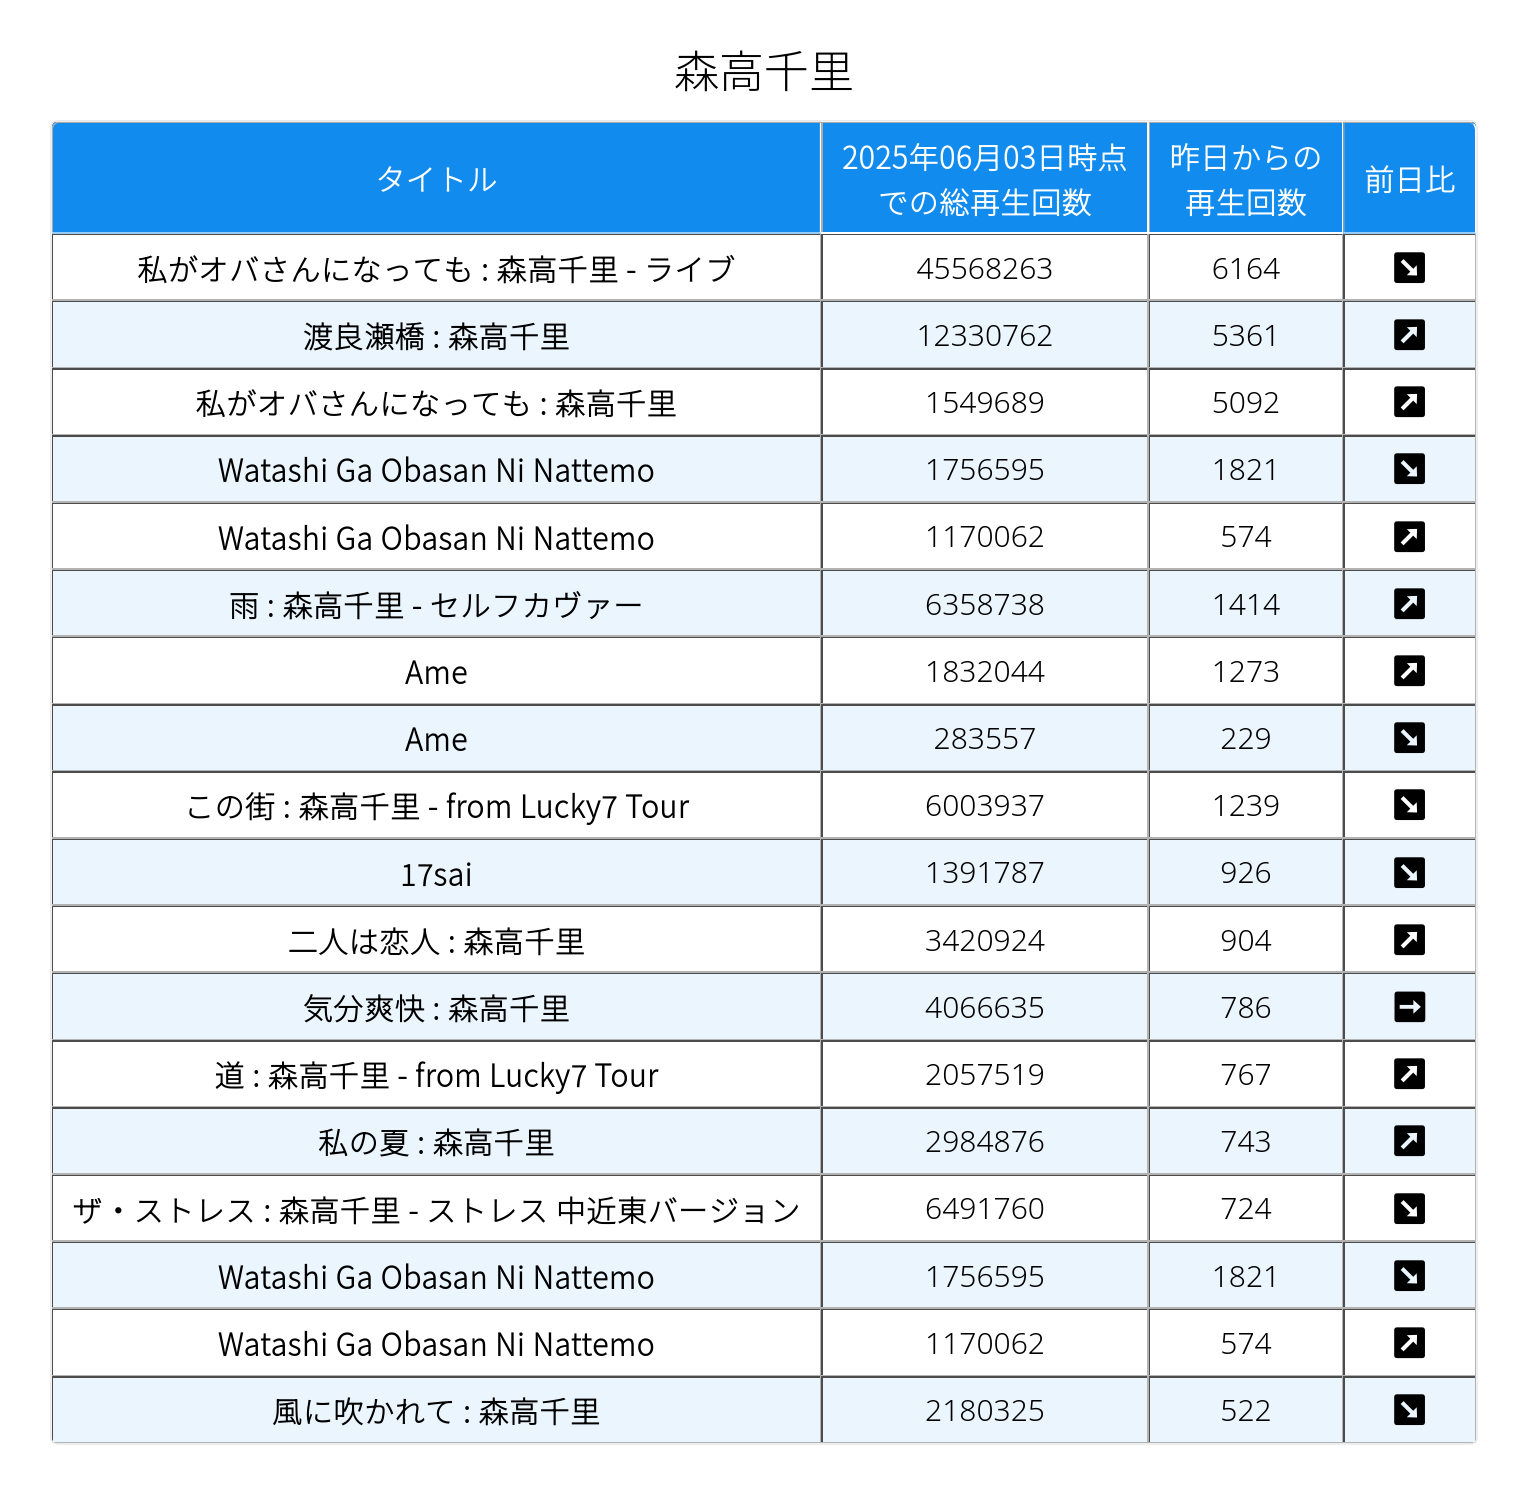 森高千里
タイトル
2025年06月03日時点
での総再生回数
昨日からの
再生回数
前日比
私がオバさんになっても : 森高千里 - ライブ 45568263 6164 ↘
渡良瀬橋 : 森高千里 12330762 5361 ↗
私がオバさんになっても : 森高千里 1549689 5092 ↗
Watashi Ga Obasan Ni Nattemo 1756595 1821 ↘
Watashi Ga Obasan Ni Nattemo 1170062 574 ↗
雨 : 森高千里 - セルフカヴァー 6358738 1414 ↗
Ame 1832044 1273 ↗
Ame 283557 229 ↘
この街 : 森高千里 - from Lucky7 Tour 6003937 1239 ↘
17sai 1391787 926 ↘
二人は恋人 : 森高千里 3420924 904 ↗
気分爽快 : 森高千里 4066635 786 →
道 : 森高千里 - from Lucky7 Tour 2057519 767 ↗
私の夏 : 森高千里 2984876 743 ↗
ザ・ストレス : 森高千里 - ストレス 中近東バージョン 6491760 724 ↘
Watashi Ga Obasan Ni Nattemo 1756595 1821 ↘
Watashi Ga Obasan Ni Nattemo 1170062 574 ↗
風に吹かれて : 森高千里 2180325 522 ↘